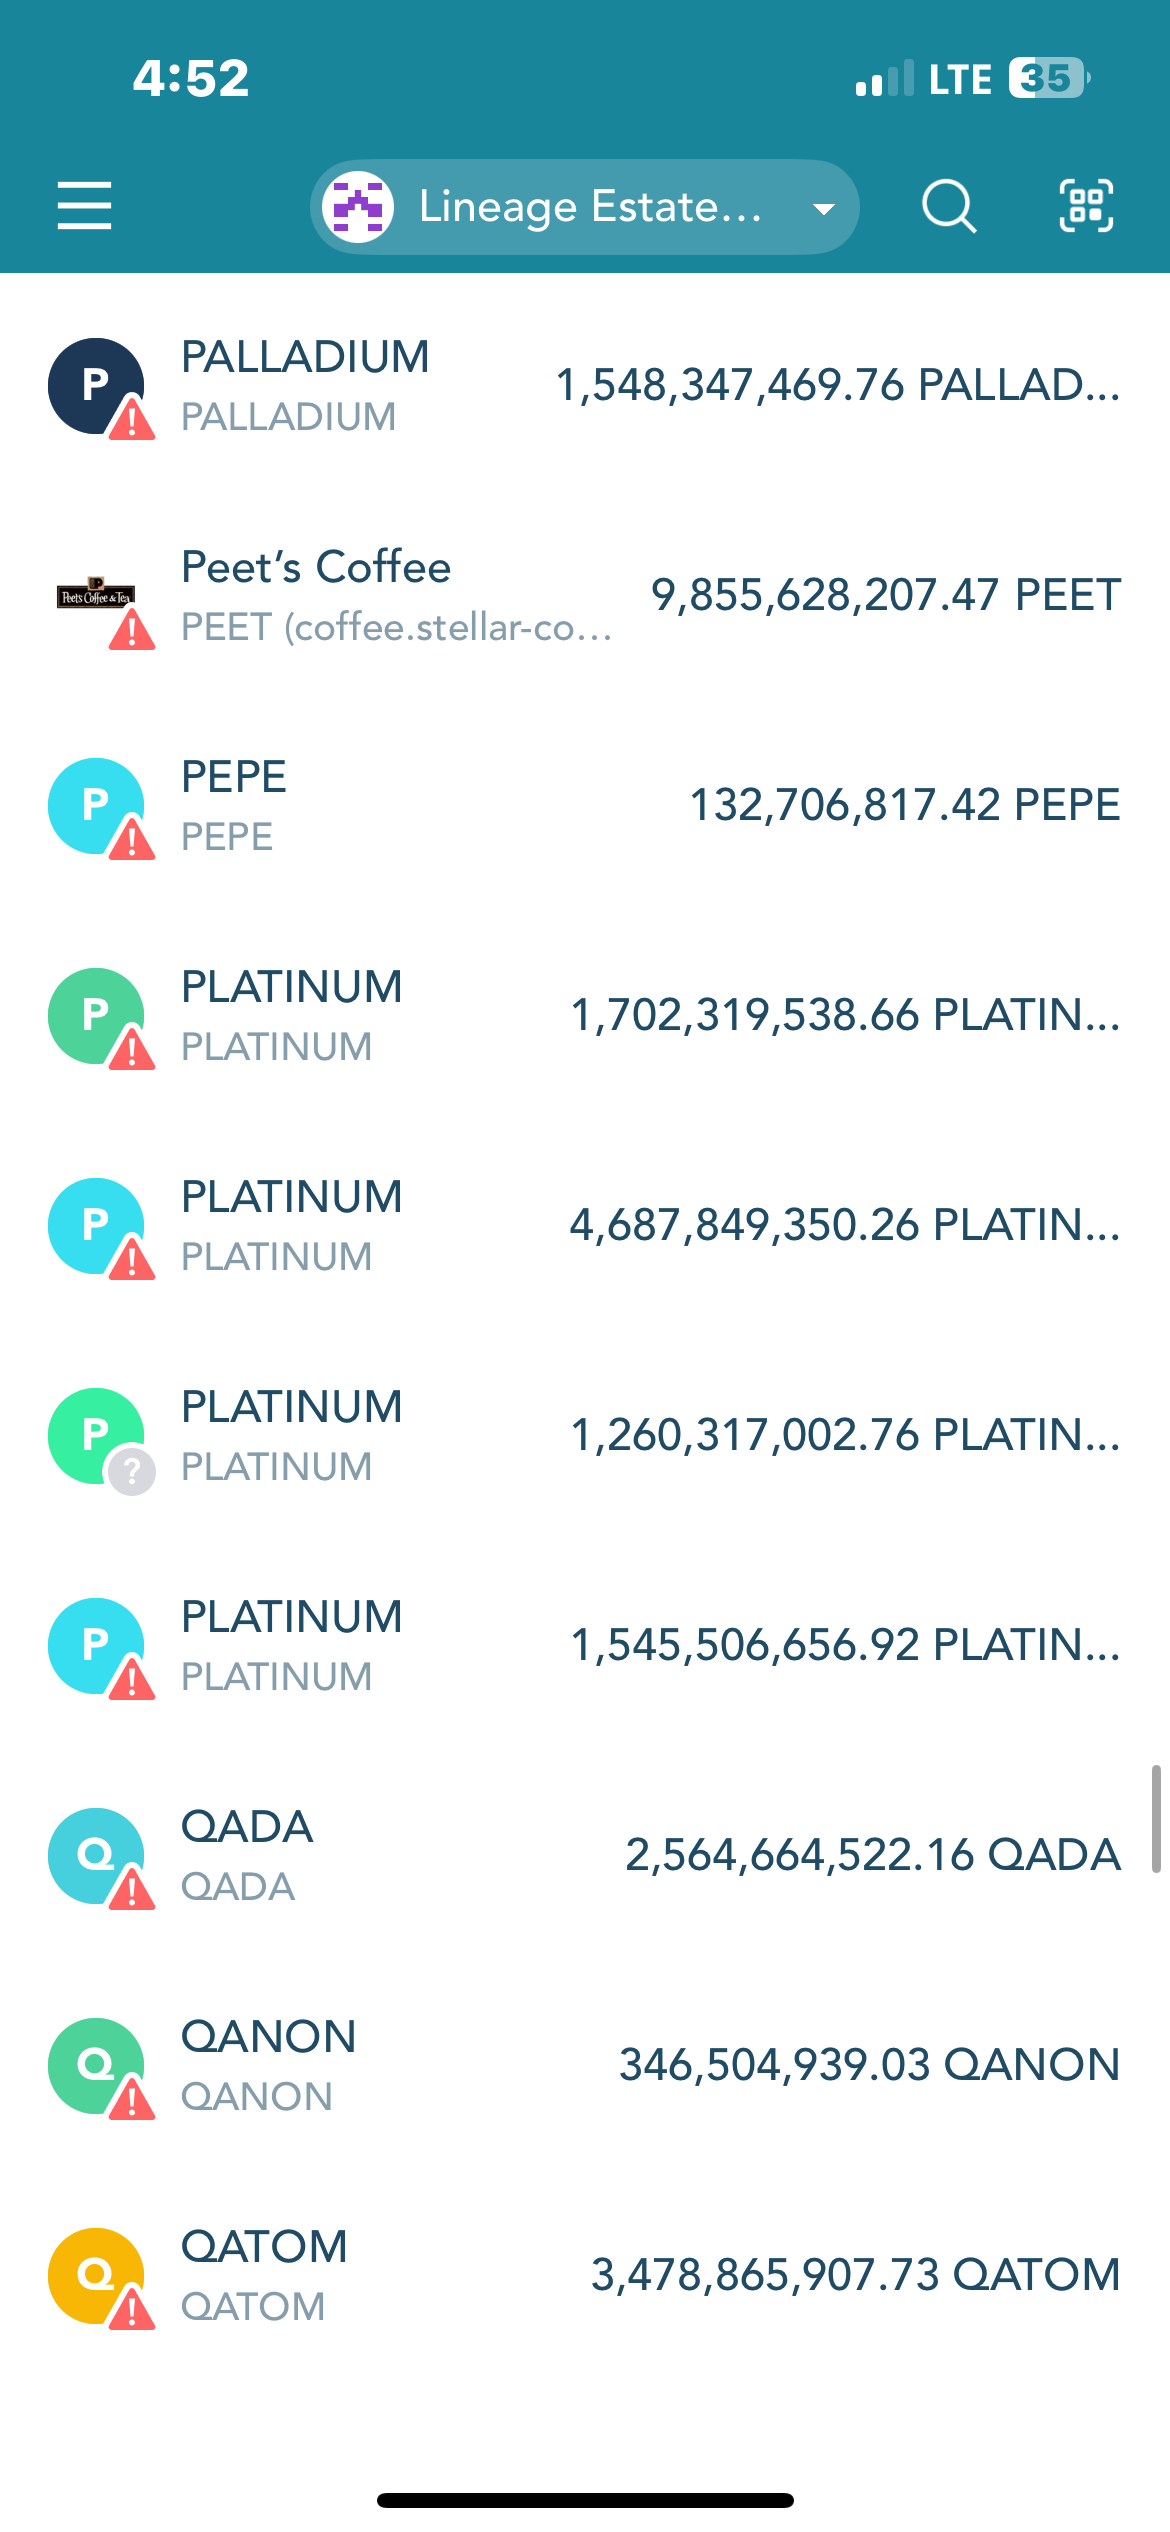 4:52
LTE 35
Lineage Estate...
PALLADIUM
PALLADIUM
1,548,347,469.76 PALLAD...
Peet's Coffee & Tea
Peet’s Coffee
PEET (coffee.stellar-co...
9,855,628,207.47 PEET
P
PEPE
PEPE
132,706,817.42 PEPE
P
PLATINUM
PLATINUM
1,702,319,538.66 PLATIN...
P
PLATINUM
PLATINUM
4,687,849,350.26 PLATIN...
P
?
PLATINUM
PLATINUM
1,260,317,002.76 PLATIN...
P
PLATINUM
PLATINUM
1,545,506,656.92 PLATIN...
Q
QADA
QADA
2,564,664,522.16 QADA
Q
QANON
QANON
346,504,939.03 QANON
Q
QATOM
QATOM
3,478,865,907.73 QATOM